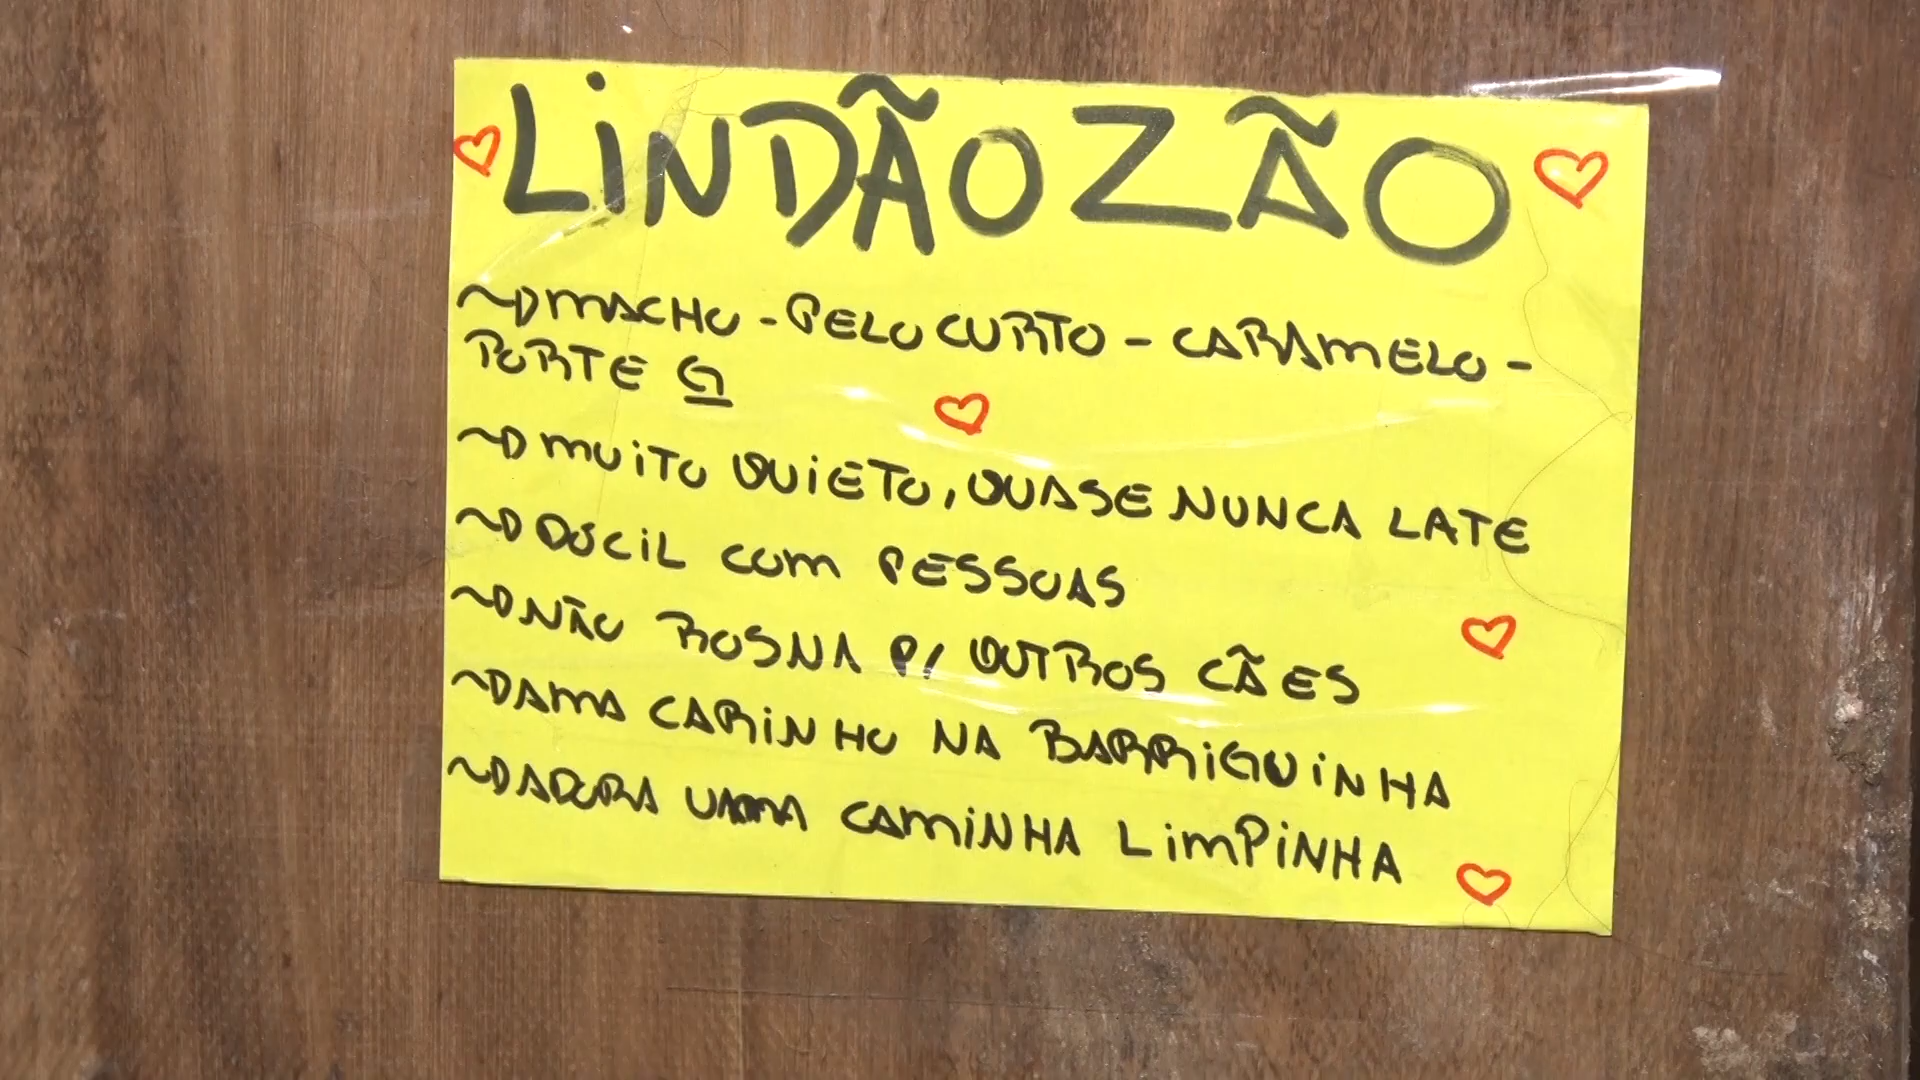 LINDÃOZÃO
~DMACHO - PELO CURTO - CARAMELO -
PORTE G
~D MUITO QUIETO, QUASE NUNCA LATE
~D DÓCIL COM PESSOAS
~D NÃO ROSNA P/ OUTROS CÃES
~D AMA CARINHO NA BARRIGUINHA
~D ADORA UMA CAMINHA LIMPINHA